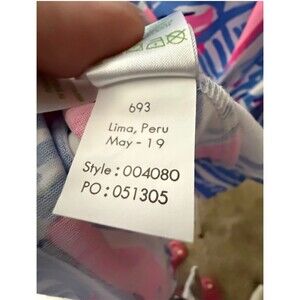 693
Lima, Peru
May - 19
Style : 004080
PO : 051305